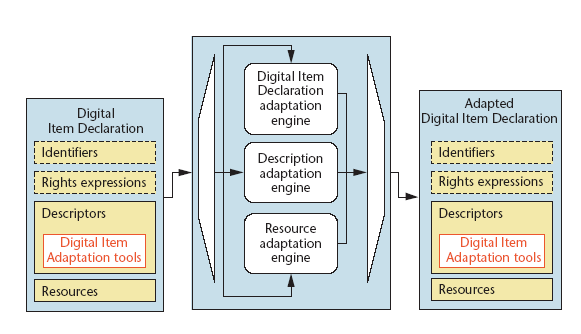 Digital
Item Declaration
Identifiers
Rights expressions
Descriptors
Digital Item
Adaptation tools
Resources
Digital Item
Declaration
adaptation
engine
Description
adaptation
engine
Resource
adaptation
engine
Adapted
Digital Item Declaration
Identifiers
Rights expressions
Descriptors
Digital Item
Adaptation tools
Resources